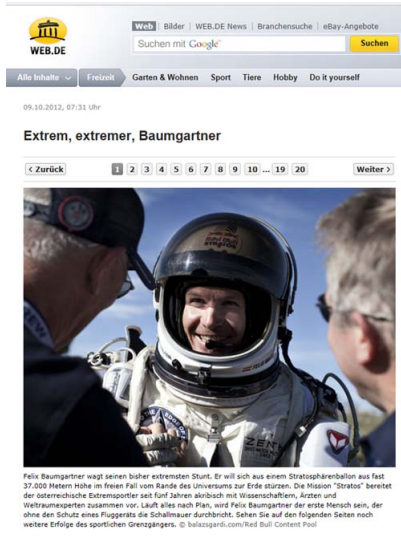 Web | Bilder | WEB.DE News | Branchensuche | eBay-Angebote
WEB.DE
Suchen mit Google
Suchen
Alle Inhalte
Freizeit
Garten & Wohnen
Sport
Tiere
Hobby
Do it yourself
09.10.2012, 07:31 Uhr
Extrem, extremer, Baumgartner
< Zurück
1 2 3 4 5 6 7 8 9 10 ... 19 20
Weiter >
Red Bull
STRATOS
ZENITH
Felix Baumgartner wagt seinen bisher extremsten Stunt. Er will sich aus einem Stratosphärenballon aus fast
37.000 Metern Höhe im freien Fall vom Rande des Universums zur Erde stürzen. Die Mission "Stratos" bereitet
der österreichische Extremsportler seit fünf Jahren akribisch mit Wissenschaftlern, Ärzten und
Weltraumexperten zusammen vor. Läuft alles nach Plan, wird Felix Baumgartner der erste Mensch sein, der
ohne den Schutz eines Fluggeräts die Schallmauer durchbricht. Sehen Sie auf den folgenden Seiten noch
weitere Erfolge des sportlichen Grenzgängers. © balazsgardi.com/Red Bull Content Pool